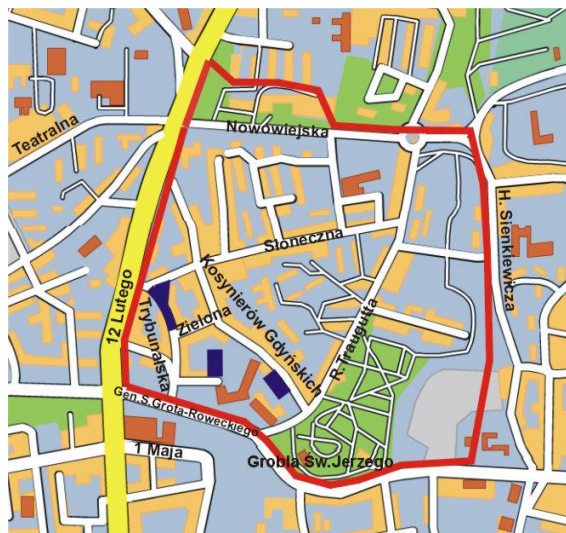 Teatralna
Nowowiejska
H. Sienkiewicza
Słoneczna
12 Lutego
Kosynierów Gdyńskich
Trybunalska
Zielona
R.Traugutta
Gen.S.Grota-Roweckiego
1 Maja
Grobla Św.Jerzego